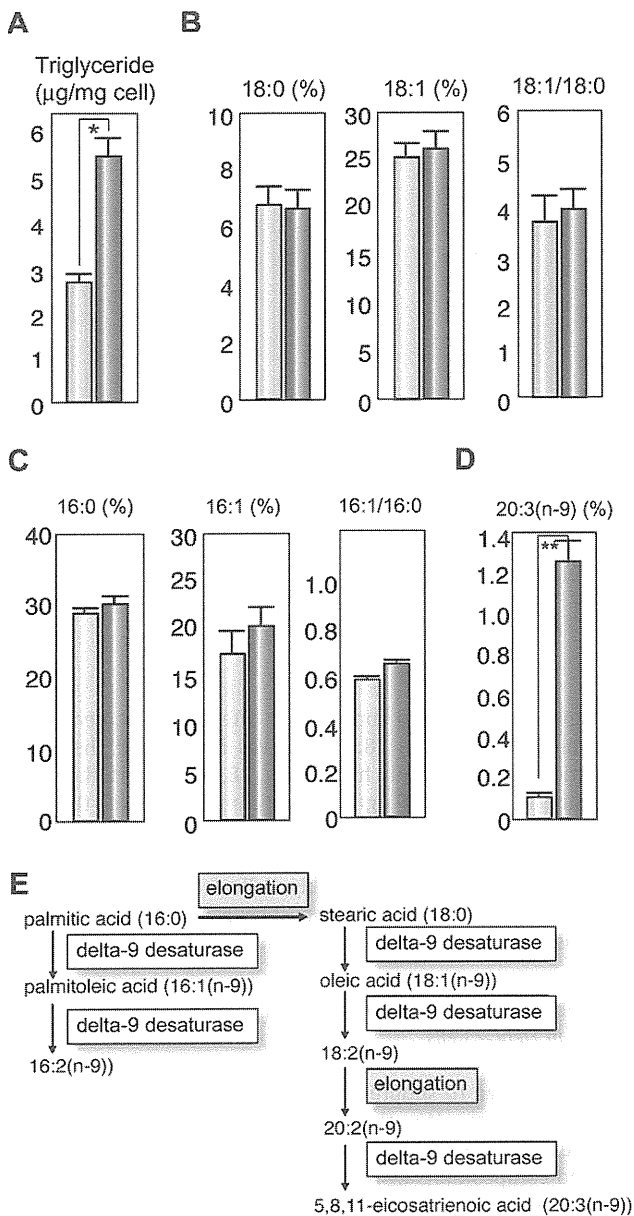 A
Triglyceride
(μg/mg cell)
6
5
4
3
2
1
0
*
B
18:0 (%)
10
8
6
4
2
0
18:1 (%)
30
25
20
15
10
5
0
18:1/18:0
6
5
4
3
2
1
0
C
16:0 (%)
40
30
20
10
0
16:1 (%)
30
25
20
15
10
5
0
16:1/16:0
1.0
0.8
0.6
0.4
0.2
0
D
20:3(n-9) (%)
1.4
1.2
1.0
0.8
0.6
0.4
0.2
0
**
E
elongation
palmitic acid (16:0)
stearic acid (18:0)
delta-9 desaturase
delta-9 desaturase
palmitoleic acid (16:1(n-9))
oleic acid (18:1(n-9))
delta-9 desaturase
delta-9 desaturase
16:2(n-9))
18:2(n-9)
elongation
20:2(n-9)
delta-9 desaturase
5,8,11-eicosatrienoic acid (20:3(n-9))